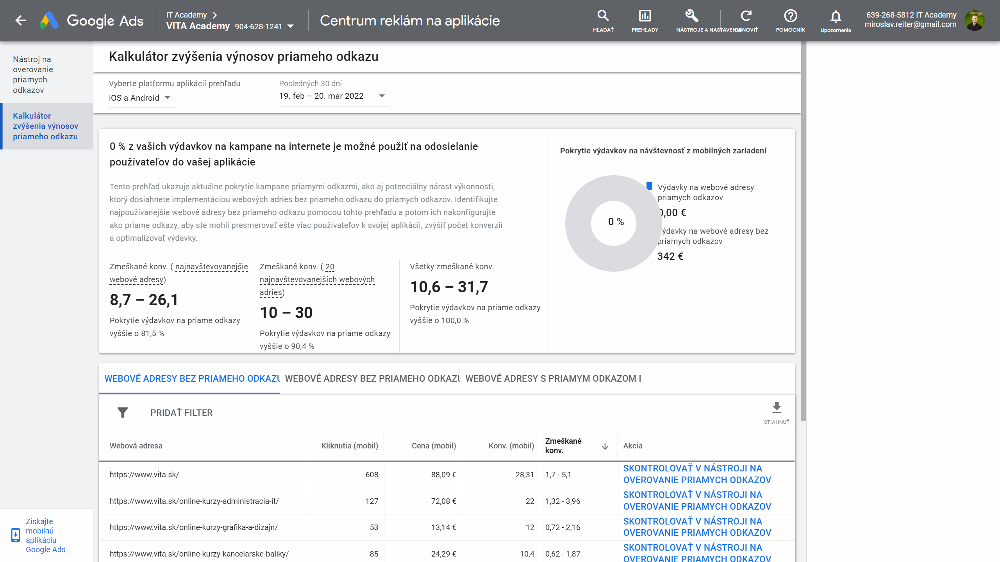 Google Ads
IT Academy
VITA Academy 904-628-1241
Centrum reklám na aplikácie
HĽADAŤ
PREHĽADY
NÁSTROJE A NASTAVENIA
OBNOVIŤ
POMOCNÍK
Upozornenia
639-268-5812 IT Academy
miroslav.reiter@gmail.com
Google
Nástroj na
overovanie
priamych
odkazov
Kalkulátor
zvýšenia výnosov
priameho odkazu
Získajte
mobilnú
aplikáciu
Google Ads
Kalkulátor zvýšenia výnosov priameho odkazu
Vyberte platformu aplikácií prehľadu
iOS a Android
Posledných 30 dní
19. feb – 20. mar 2022
0 % z vašich výdavkov na kampane na internete je možné použiť na odosielanie
používateľov do vašej aplikácie
Tento prehľad ukazuje aktuálne pokrytie kampane priamymi odkazmi, ako aj potenciálny nárast výkonnosti,
ktorý dosiahnete implementáciou webových adries bez priameho odkazu do priamych odkazov. Identifikujte
najpoužívanejšie webové adresy bez priameho odkazu pomocou tohto prehľadu a potom ich nakonfigurujte
ako priame odkazy, aby ste mohli presmerovať ešte viac používateľov k svojej aplikácii, zvýšiť počet konverzií
a optimalizovať výdavky.
Zmeškané konv. ( najnavštevovanejšie
webové adresy)
8,7 – 26,1
Pokrytie výdavkov na priame odkazy
vyššie o 81,5 %
Zmeškané konv. ( 20
najnavštevovanejších webových
adries)
10 – 30
Pokrytie výdavkov na priame odkazy
vyššie o 90,4 %
Všetky zmeškané konv.
10,6 – 31,7
Pokrytie výdavkov na priame odkazy
vyššie o 100,0 %
Pokrytie výdavkov na návštevnosť z mobilných zariadení
0 %
Výdavky na webové adresy
priamych odkazov
0,00 €
Výdavky na webové adresy bez
priamych odkazov
342 €
WEBOVÉ ADRESY BEZ PRIAMEHO ODKAZU
WEBOVÉ ADRESY BEZ PRIAMEHO ODKAZU
WEBOVÉ ADRESY S PRIAMYM ODKAZOM
PRIDAŤ FILTER
STIAHNUŤ
Webová adresa Kliknutia (mobil) Cena (mobil) Konv. (mobil) Zmeškané konv. Akcia
https://www.vita.sk/ 608 88,09 € 28,31 1,7 - 5,1 SKONTROLOVAŤ V NÁSTROJI NA
OVEROVANIE PRIAMYCH ODKAZOV
https://www.vita.sk/online-kurzy-administracia-it/ 127 72,08 € 22 1,32 - 3,96 SKONTROLOVAŤ V NÁSTROJI NA
OVEROVANIE PRIAMYCH ODKAZOV
https://www.vita.sk/online-kurzy-grafika-a-dizajn/ 53 13,14 € 12 0,72 - 2,16 SKONTROLOVAŤ V NÁSTROJI NA
OVEROVANIE PRIAMYCH ODKAZOV
https://www.vita.sk/online-kurzy-kancelarske-baliky/ 85 24,29 € 10,4 0,62 - 1,87 SKONTROLOVAŤ V NÁSTROJI NA
OVEROVANIE PRIAMYCH ODKAZOV